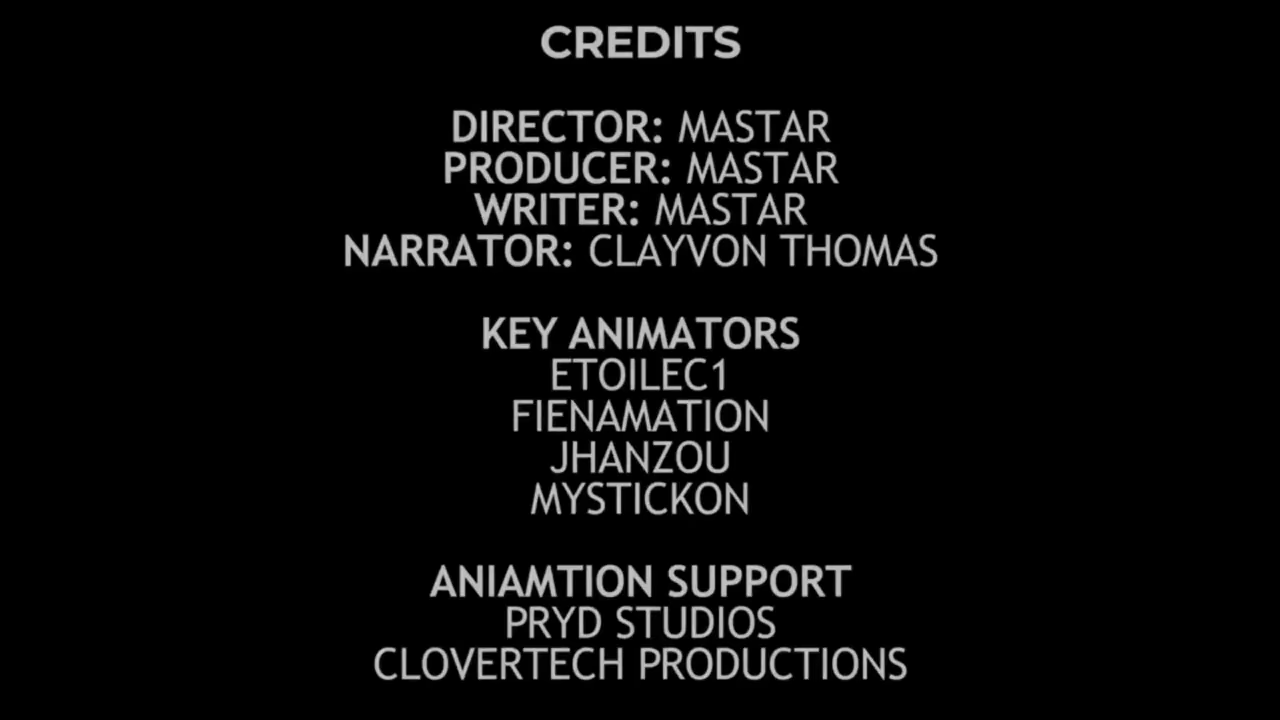 CREDITS
DIRECTOR: MASTAR
PRODUCER: MASTAR
WRITER: MASTAR
NARRATOR: CLAYVON THOMAS
KEY ANIMATORS
ETOILEC1
FIENAMATION
JHANZOU
MYSTICKON
ANIAMTION SUPPORT
PRYD STUDIOS
CLOVERTECH PRODUCTIONS